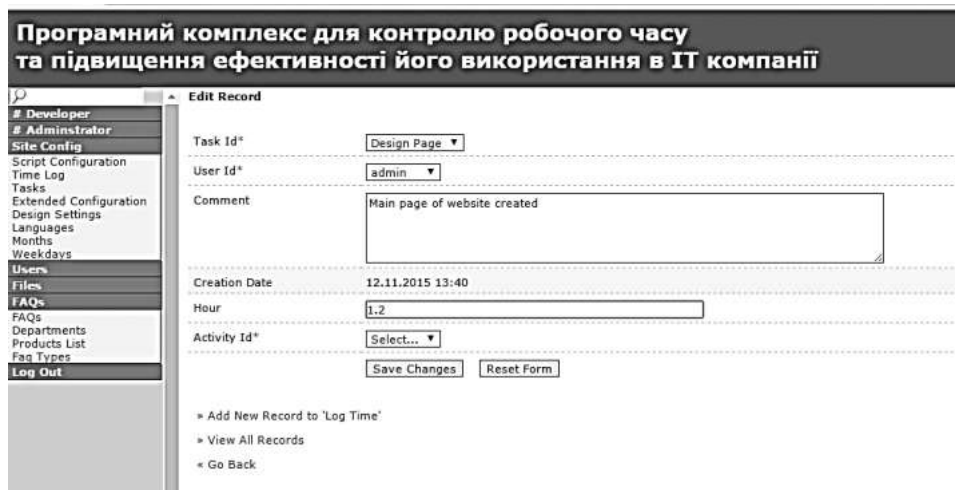 Програмний комплекс для контролю робочого часу
та підвищення ефективності його використання в ІТ компанії
# Developer
# Adminstrator
Site Config
Script Configuration
Time Log
Tasks
Extended Configuration
Design Settings
Languages
Months
Weekdays
Users
Files
FAQs
FAQs
Departments
Products List
Faq Types
Log Out
Edit Record
Task Id* Design Page
User Id* admin
Comment Main page of website created
Creation Date 12.11.2015 13:40
Hour 1.2
Activity Id* Select...
Save Changes Reset Form
» Add New Record to 'Log Time'
» View All Records
« Go Back